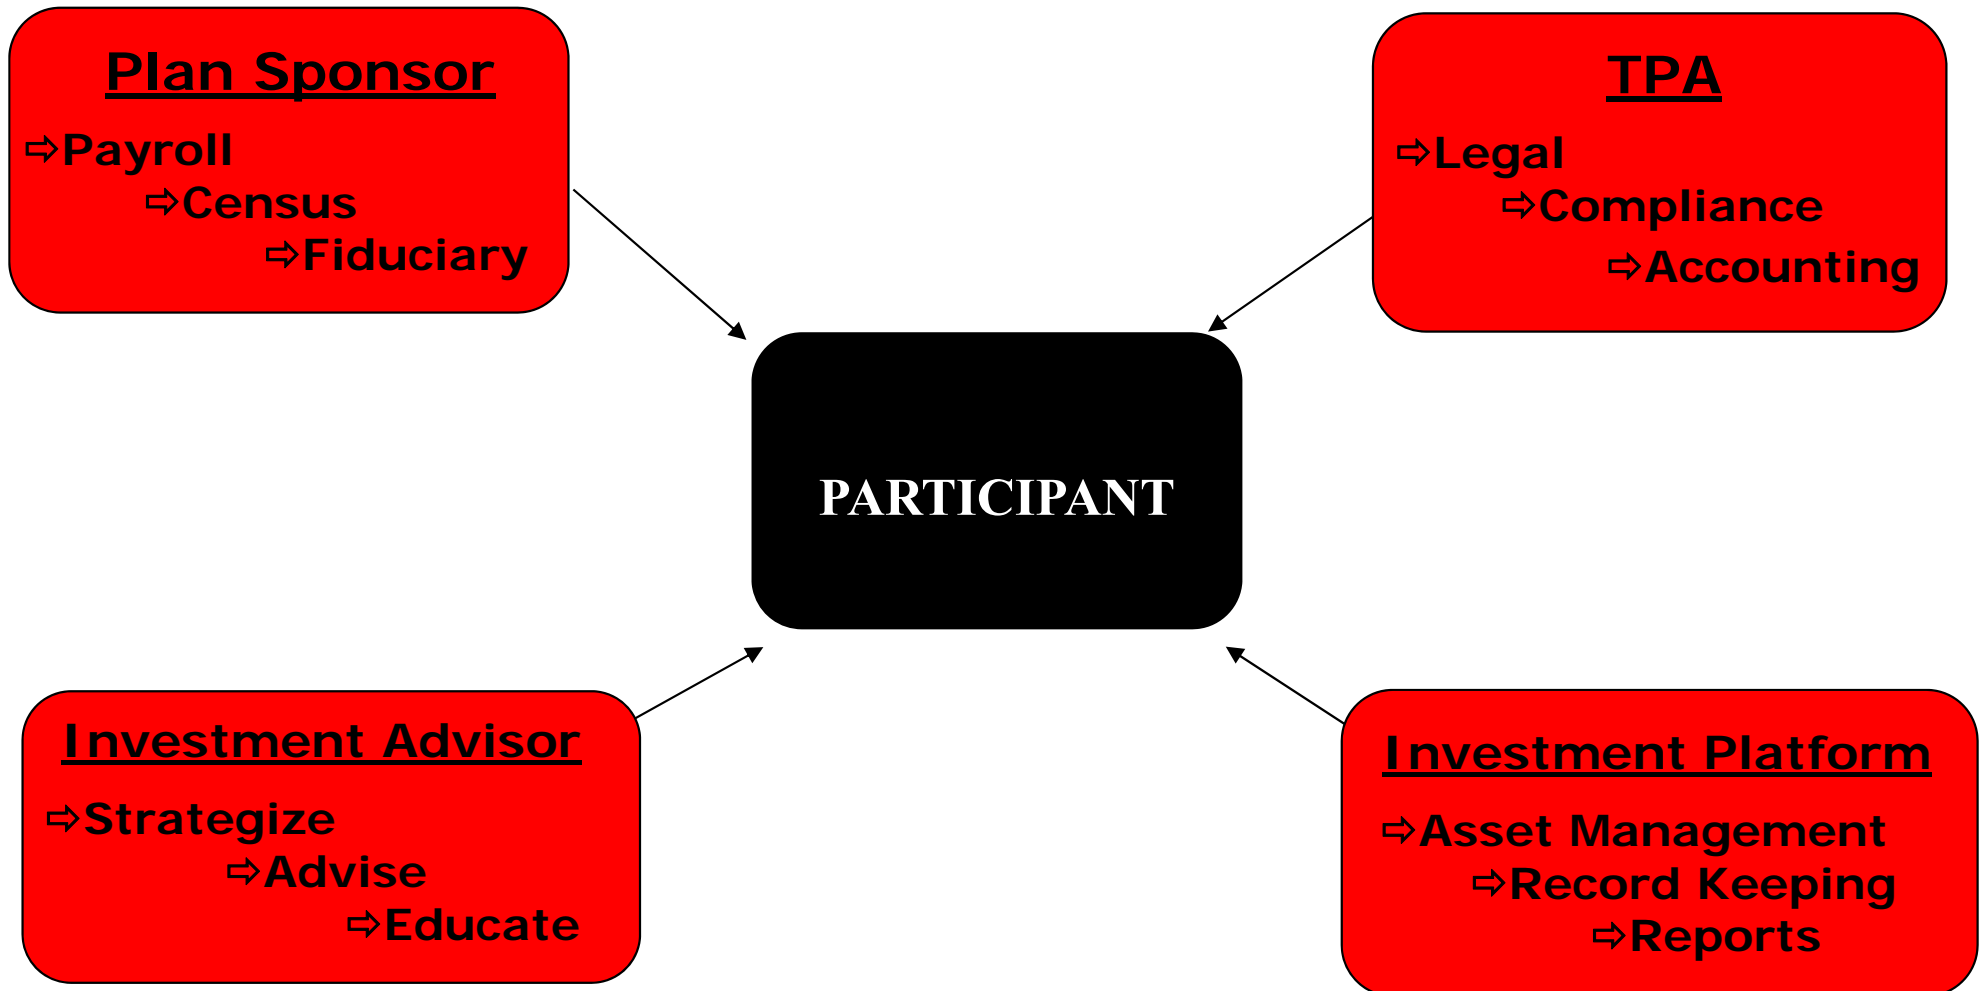 Plan Sponsor
⇨Payroll
⇨Census
⇨Fiduciary
TPA
⇨Legal
⇨Compliance
⇨Accounting
PARTICIPANT
Investment Advisor
⇨Strategize
⇨Advise
⇨Educate
Investment Platform
⇨Asset Management
⇨Record Keeping
⇨Reports